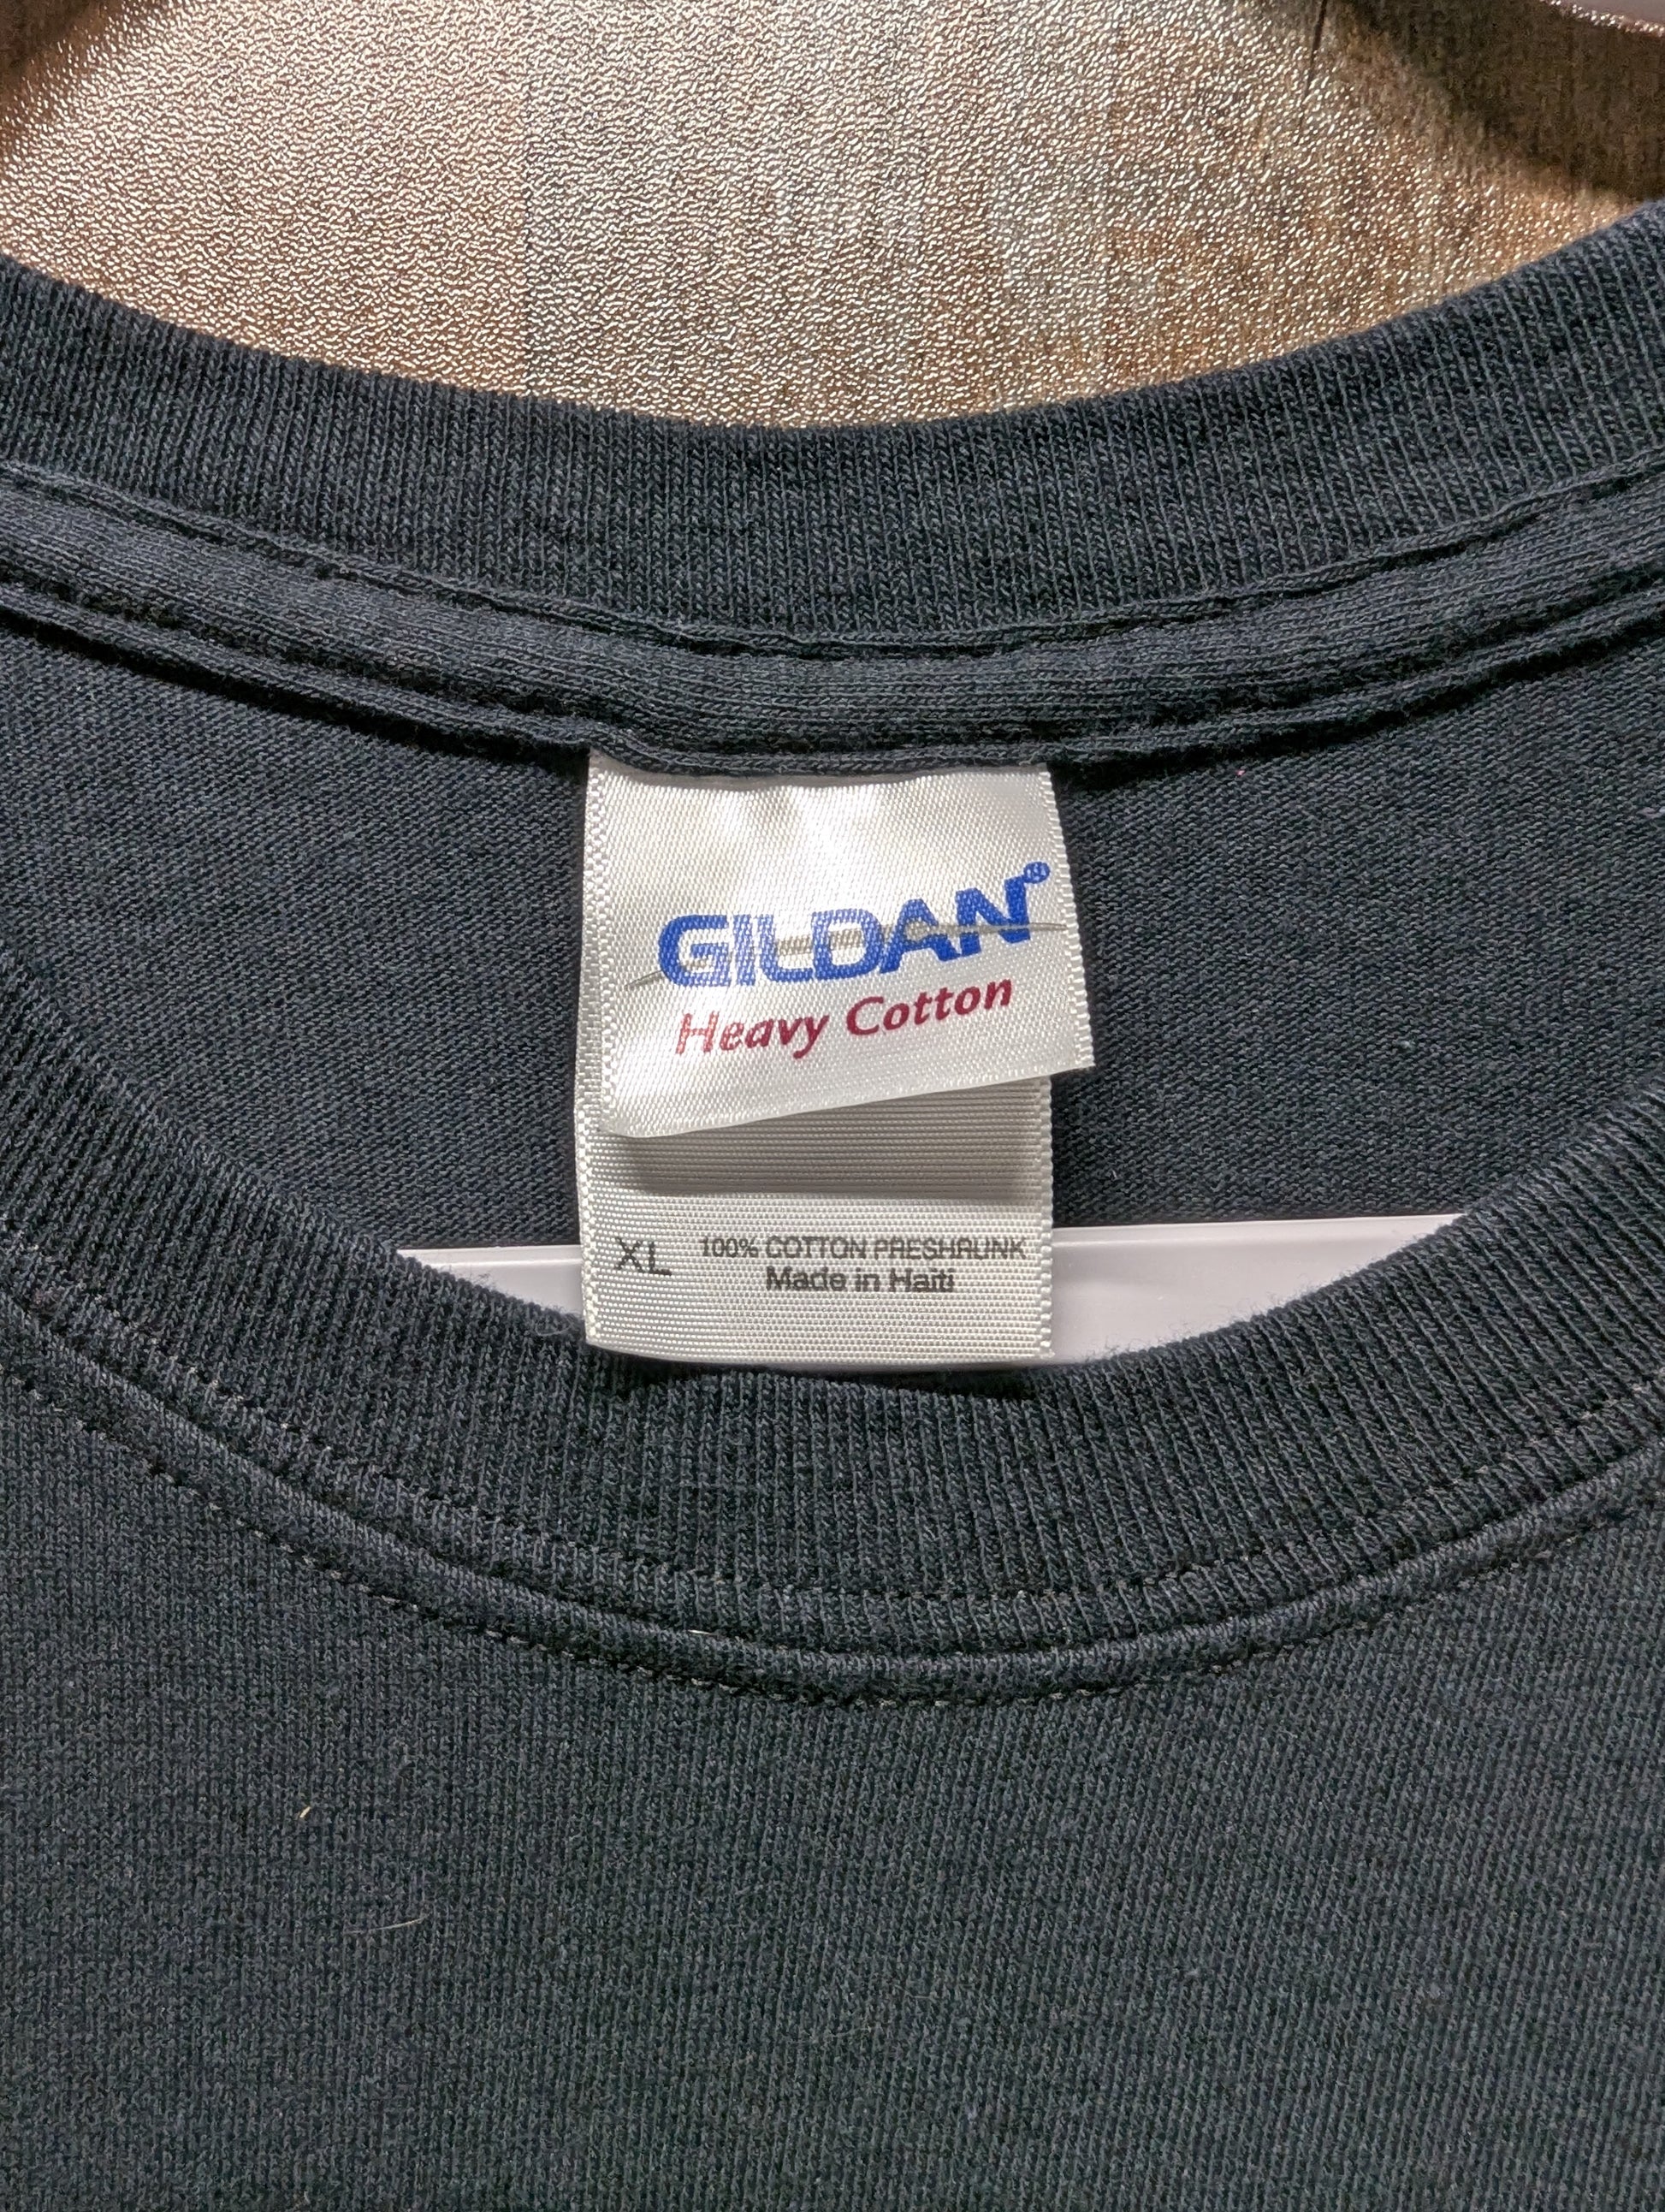 GILDAN®
Heavy Cotton
XL 100% COTTON PRESHRUNK
Made in Haiti